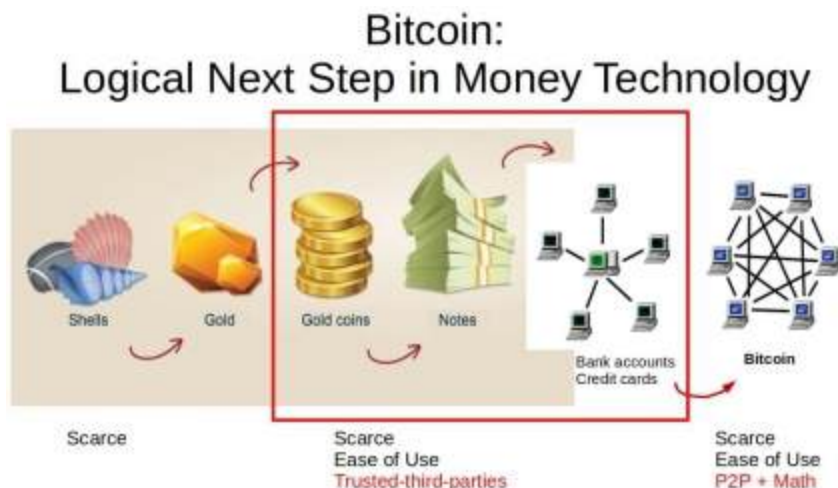 Bitcoin:
Logical Next Step in Money Technology
Shells
Gold
Gold coins
Notes
Bank accounts
Credit cards
Bitcoin
Scarce
Scarce
Ease of Use
Trusted-third-parties
Scarce
Ease of Use
P2P + Math